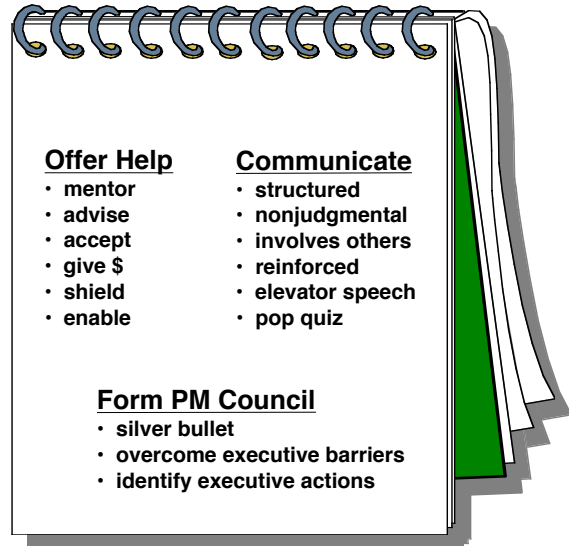 Offer Help
• mentor
• advise
• accept
• give $
• shield
• enable
Communicate
• structured
• nonjudgmental
• involves others
• reinforced
• elevator speech
• pop quiz
Form PM Council
• silver bullet
• overcome executive barriers
• identify executive actions